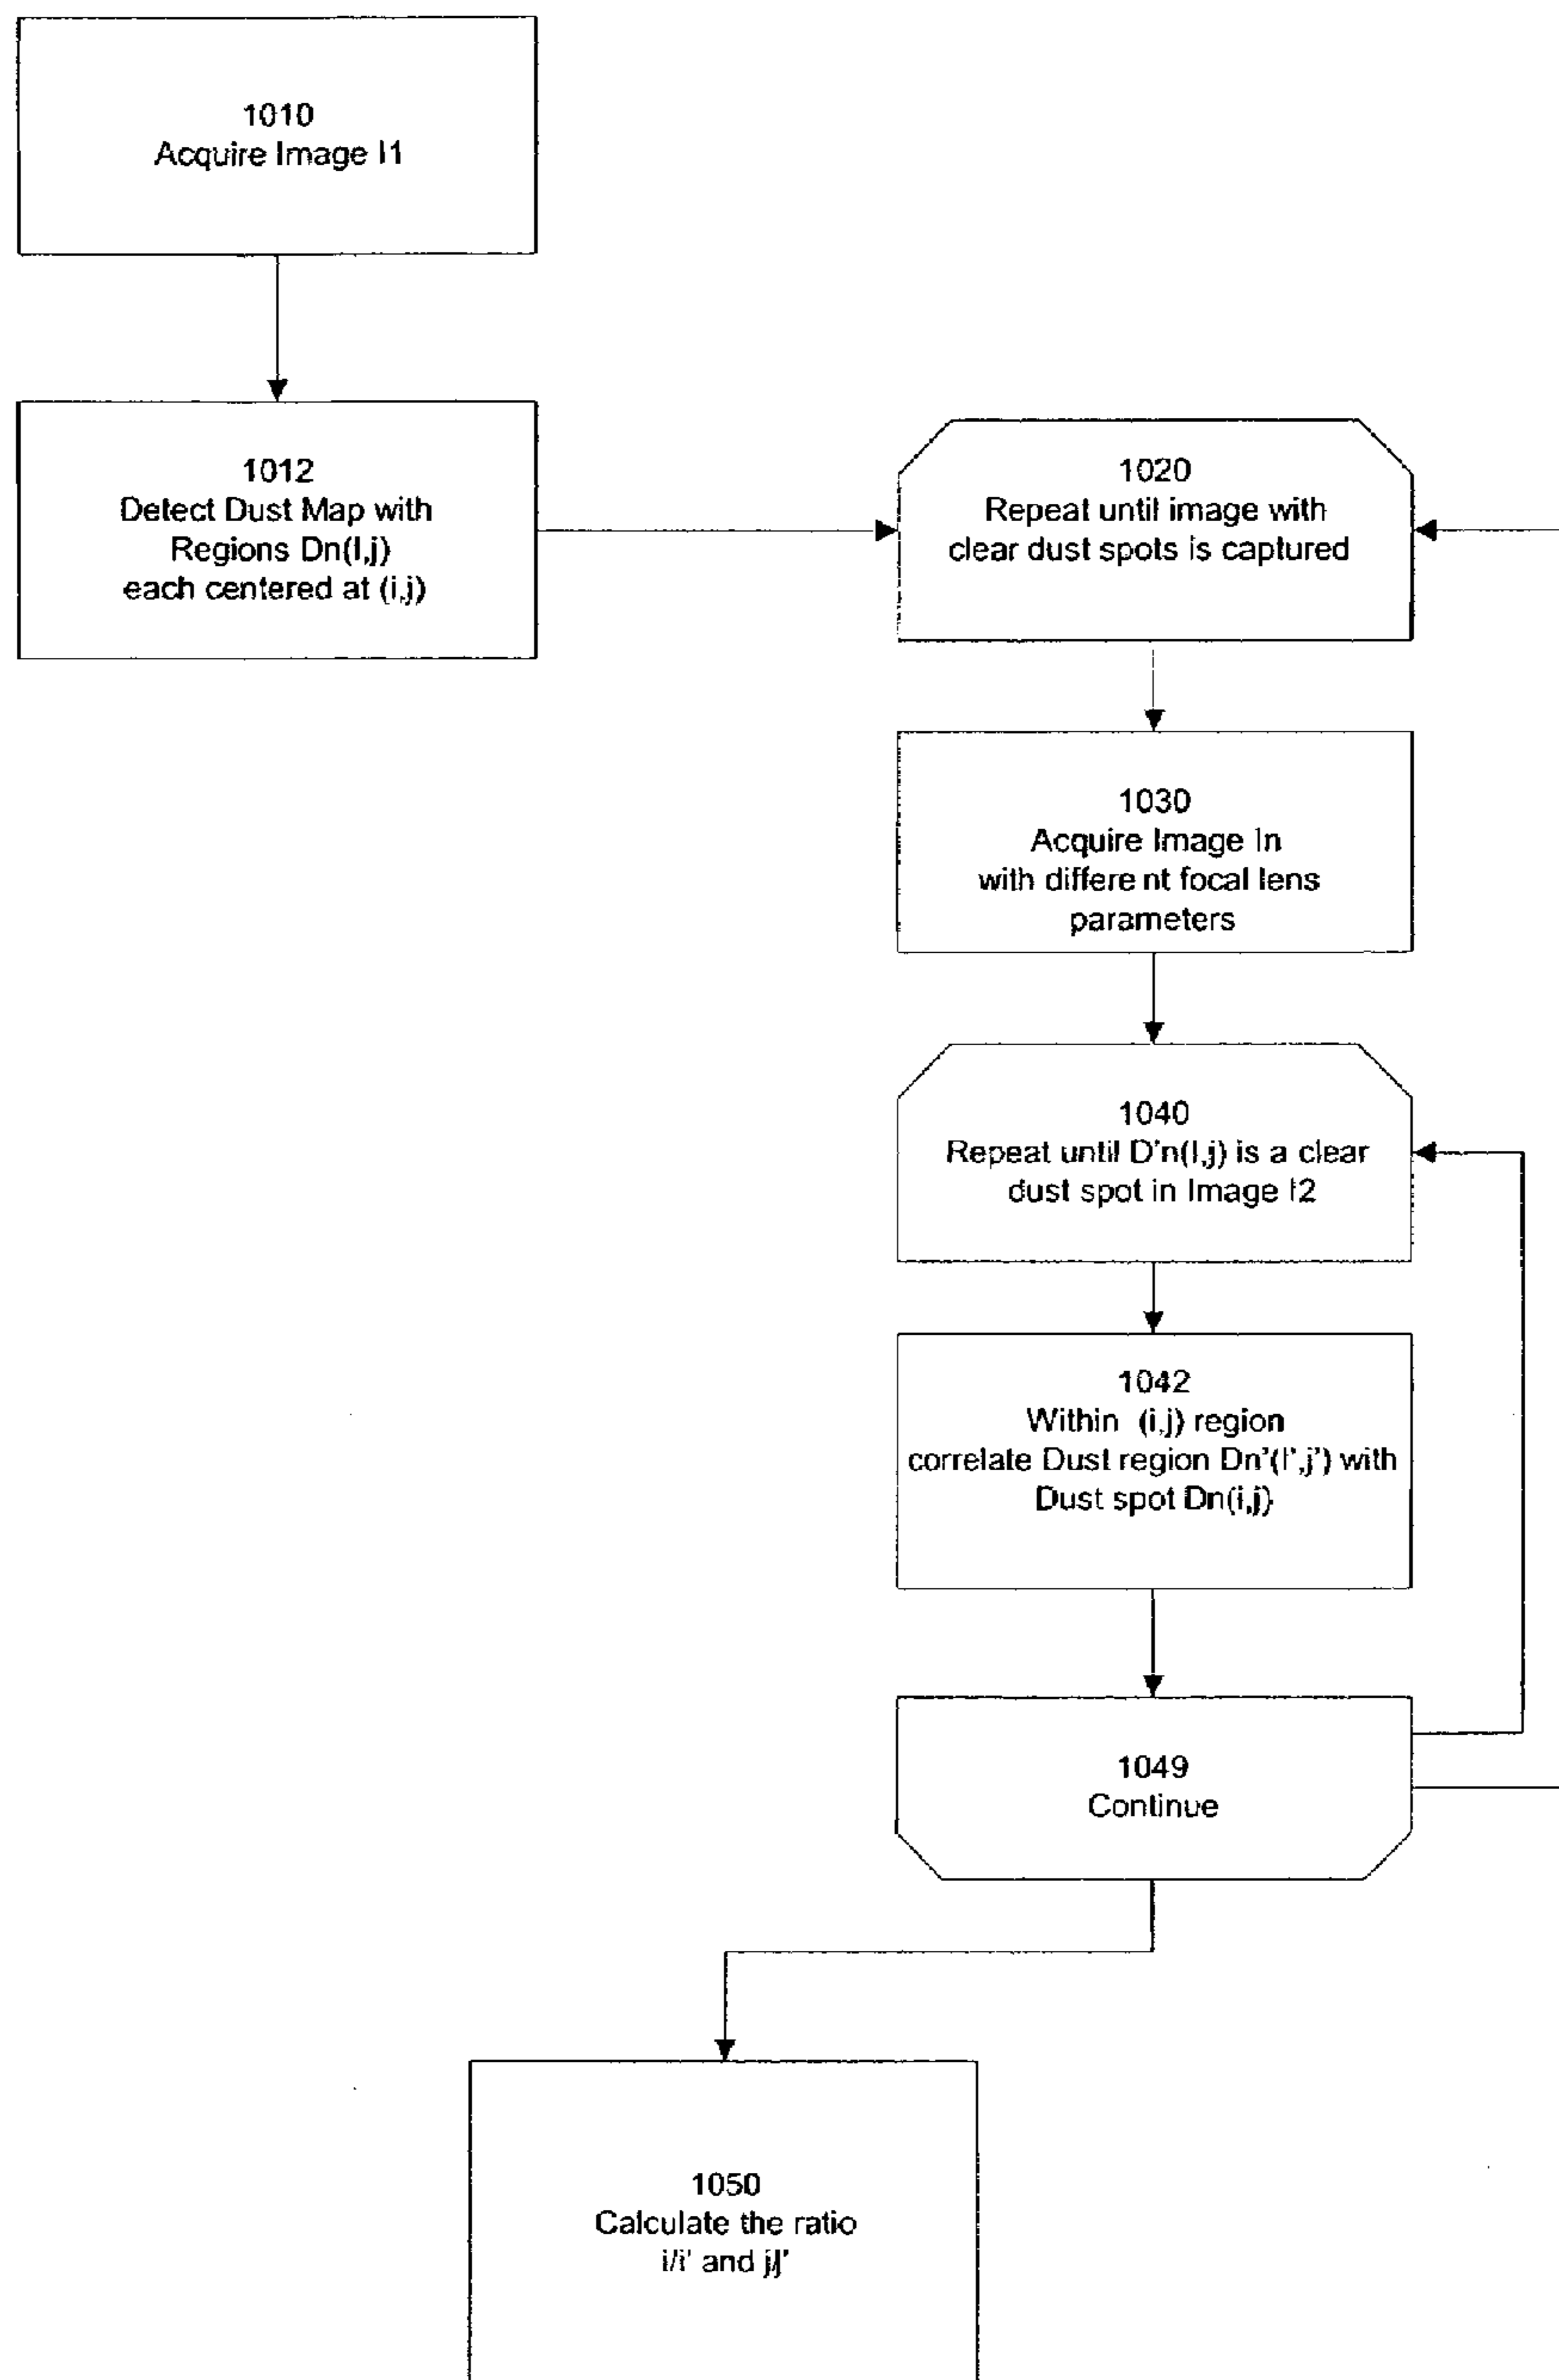 1010
Acquire Image I1
1012
Detect Dust Map with
Regions Dn(I,j)
each centered at (i,j)
1020
Repeat until image with
clear dust spots is captured
1030
Acquire Image In
with different focal lens
parameters
1040
Repeat until D'n(I,j) is a clear
dust spot in Image I2
1042
Within (i,j) region
correlate Dust region Dn'(I',j') with
Dust spot Dn(i,j)
1049
Continue
1050
Calculate the ratio
i/i' and j/j'